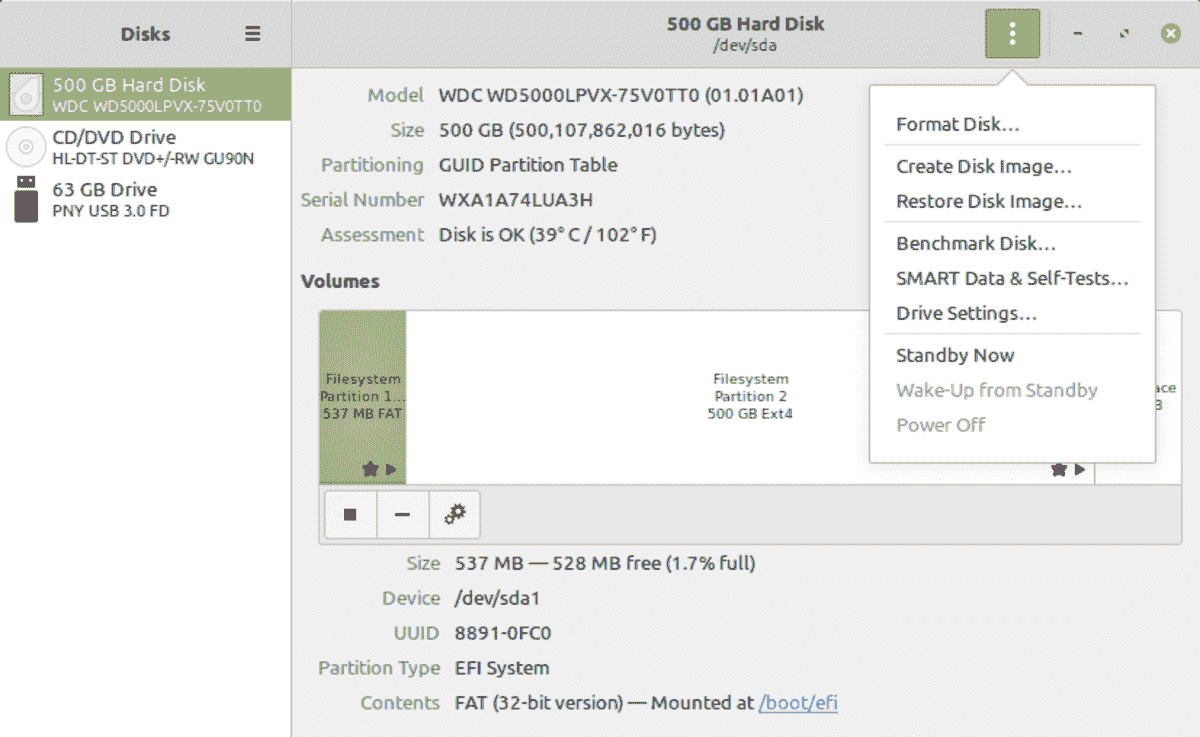 Disks
500 GB Hard Disk
/dev/sda
500 GB Hard Disk
WDC WD5000LPVX-75V0TT0
CD/DVD Drive
HL-DT-ST DVD+/-RW GU90N
63 GB Drive
PNY USB 3.0 FD
Model WDC WD5000LPVX-75V0TT0 (01.01A01)
Size 500 GB (500,107,862,016 bytes)
Partitioning GUID Partition Table
Serial Number WXA1A74LUA3H
Assessment Disk is OK (39° C / 102° F)
Volumes
Filesystem
Partition 1...
537 MB FAT
Filesystem
Partition 2
500 GB Ext4
Format Disk…
Create Disk Image…
Restore Disk Image…
Benchmark Disk…
SMART Data & Self-Tests…
Drive Settings…
Standby Now
Wake-Up from Standby
Power Off
Size 537 MB — 528 MB free (1.7% full)
Device /dev/sda1
UUID 8891-0FC0
Partition Type EFI System
Contents FAT (32-bit version) — Mounted at /boot/efi